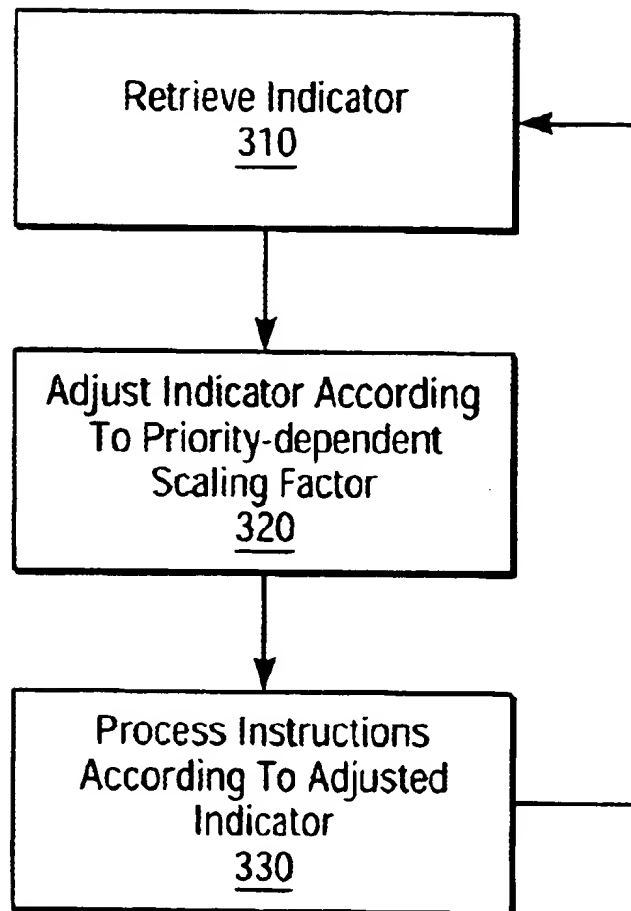 Retrieve Indicator
310
Adjust Indicator According
To Priority-dependent
Scaling Factor
320
Process Instructions
According To Adjusted
Indicator
330